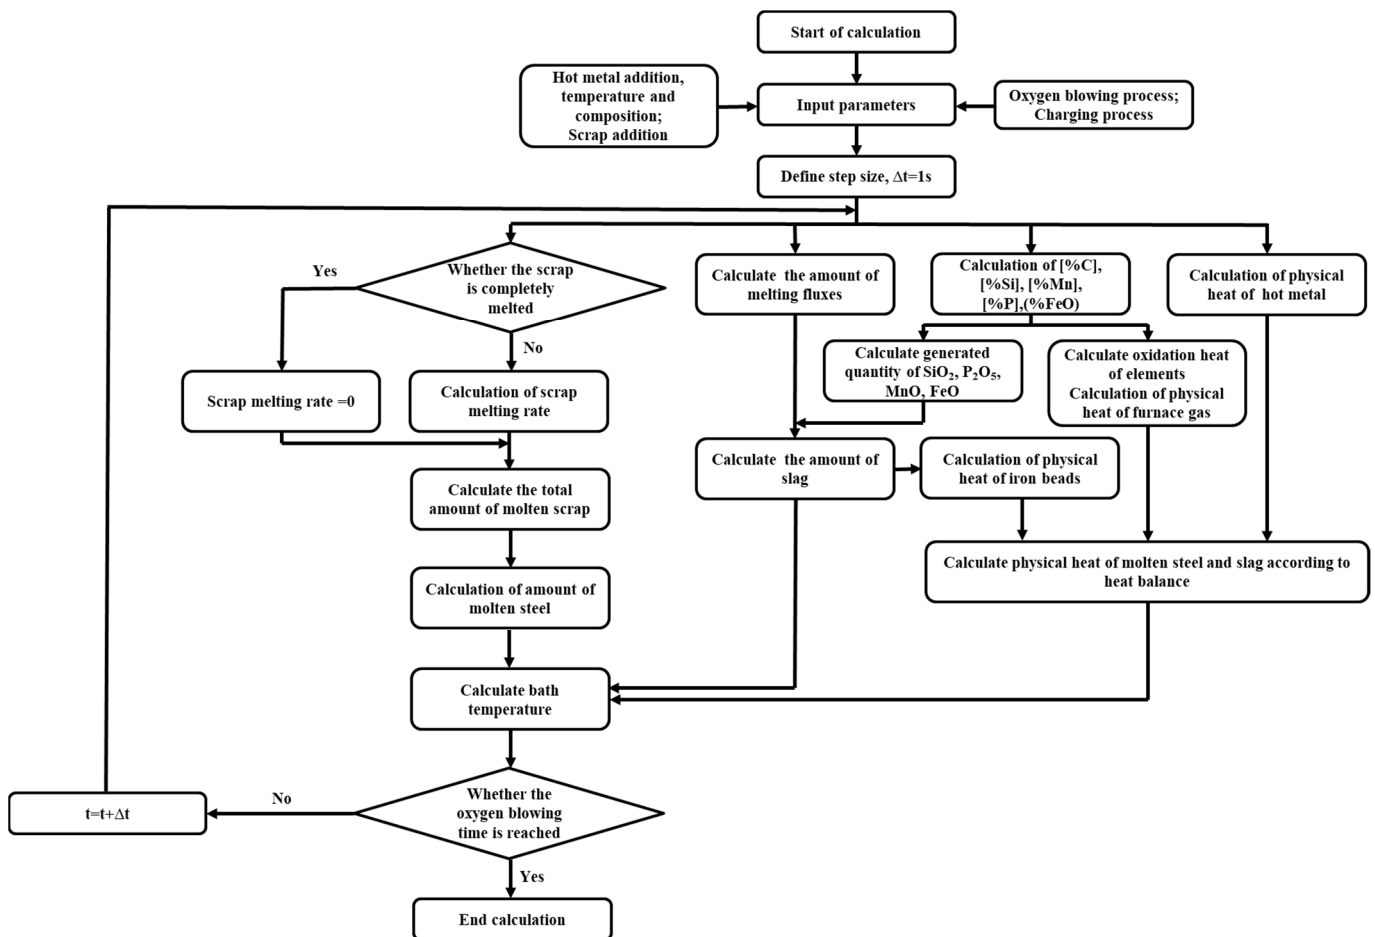 Start of calculation
Hot metal addition,
temperature and
composition;
Scrap addition
Input parameters
Oxygen blowing process;
Charging process
Define step size, Δt=1s
Whether the scrap
is completely
melted
Yes
No
Calculate the amount of
melting fluxes
Calculation of [%C],
[%Si], [%Mn],
[%P],(%FeO)
Calculation of physical
heat of hot metal
Scrap melting rate =0
Calculation of scrap
melting rate
Calculate generated
quantity of SiO₂, P₂O₅,
MnO, FeO
Calculate oxidation heat
of elements
Calculation of physical
heat of furnace gas
Calculate the total
amount of molten scrap
Calculate the amount of
slag
Calculation of physical
heat of iron beads
Calculation of amount of
molten steel
Calculate physical heat of molten steel and slag according to
heat balance
Calculate bath
temperature
Whether the
oxygen blowing
time is reached
No
t=t+Δt
Yes
End calculation